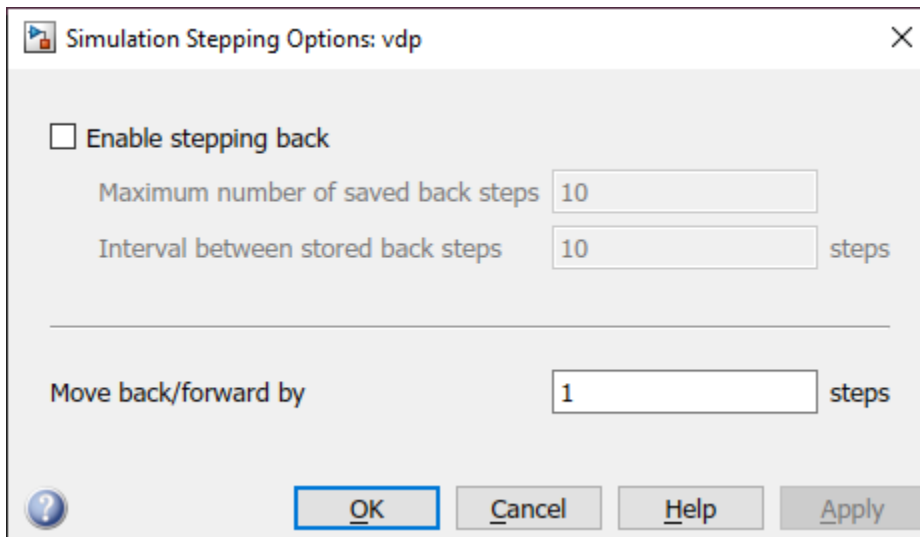 Simulation Stepping Options: vdp
Enable stepping back
Maximum number of saved back steps 10
Interval between stored back steps 10 steps
Move back/forward by 1 steps
? OK Cancel Help Apply